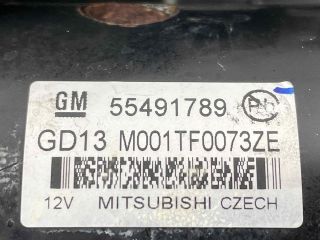 GM 55491789
GD13 M001TF0073ZE
12V MITSUBISHI CZECH